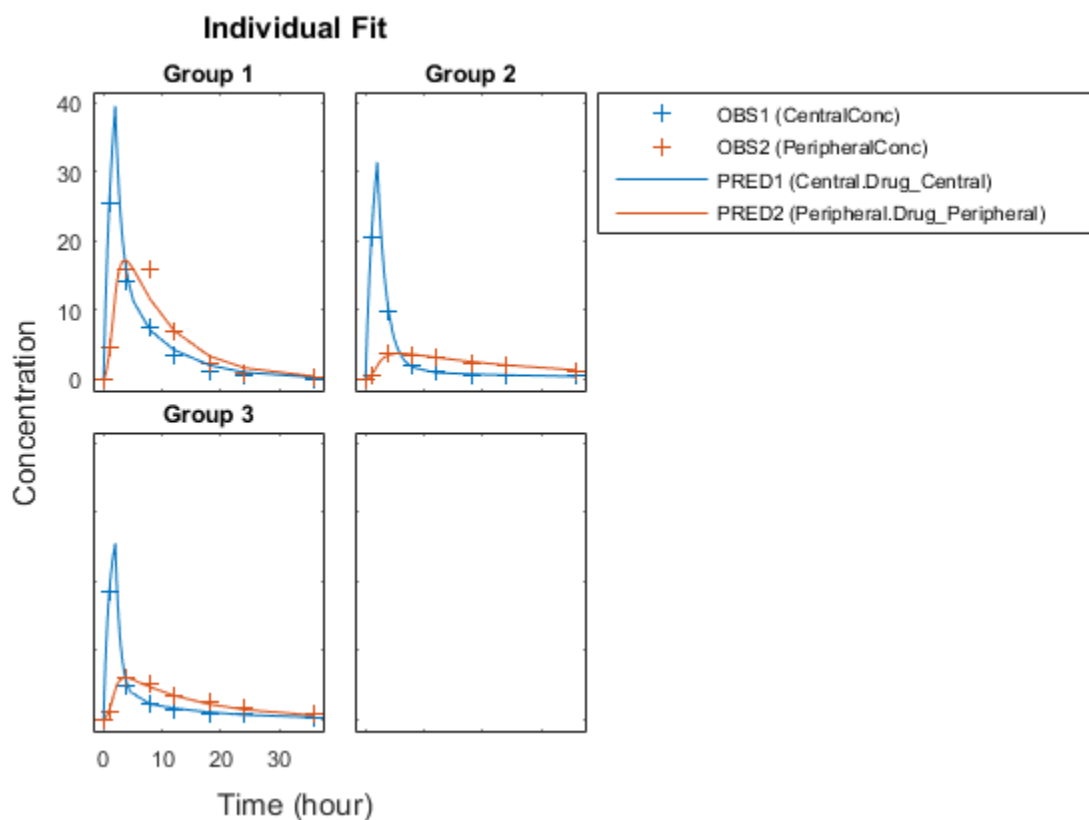 Individual Fit
Group 1
Group 2
OBS1 (CentralConc)
OBS2 (PeripheralConc)
PRED1 (Central.Drug_Central)
PRED2 (Peripheral.Drug_Peripheral)
40
30
20
10
0
Group 3
Concentration
0 10 20 30
Time (hour)